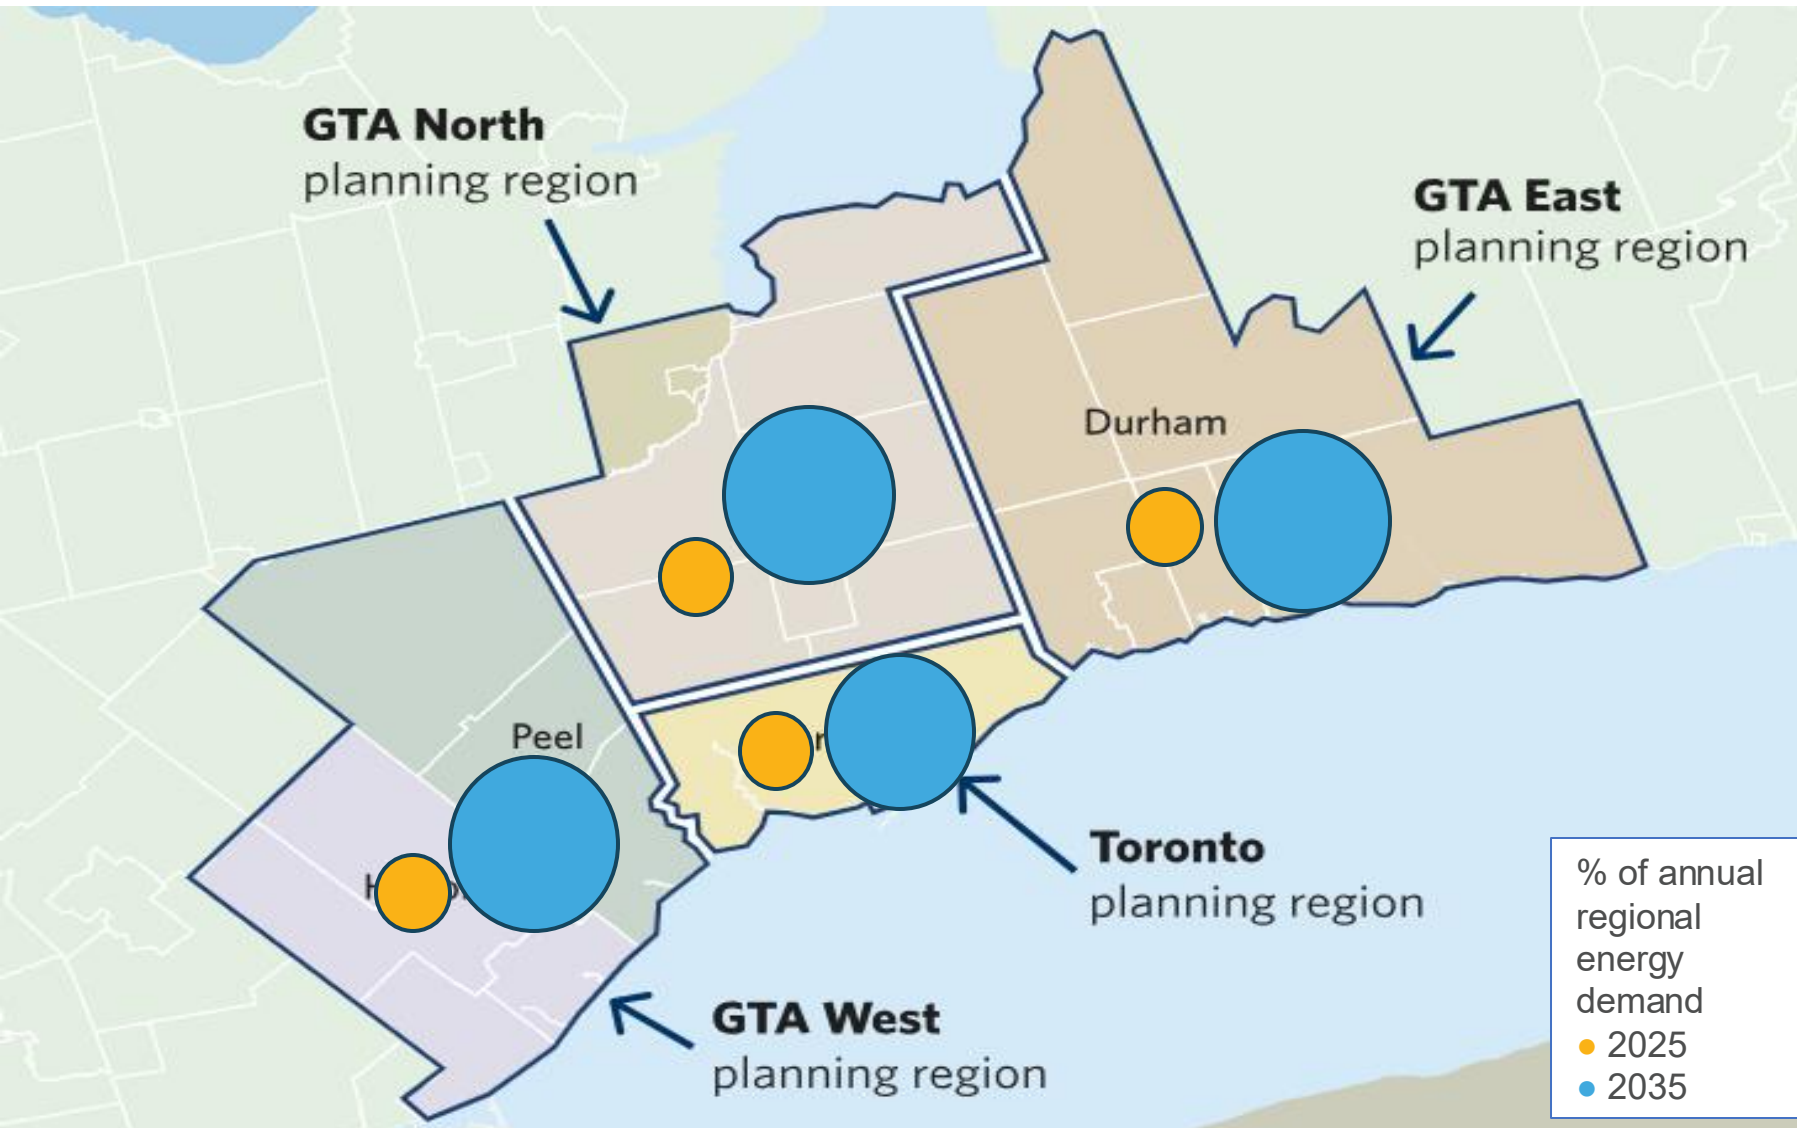 GTA North
planning region
GTA East
planning region
Durham
Peel
Toronto
planning region
GTA West
planning region
% of annual
regional
energy
demand
2025
2035